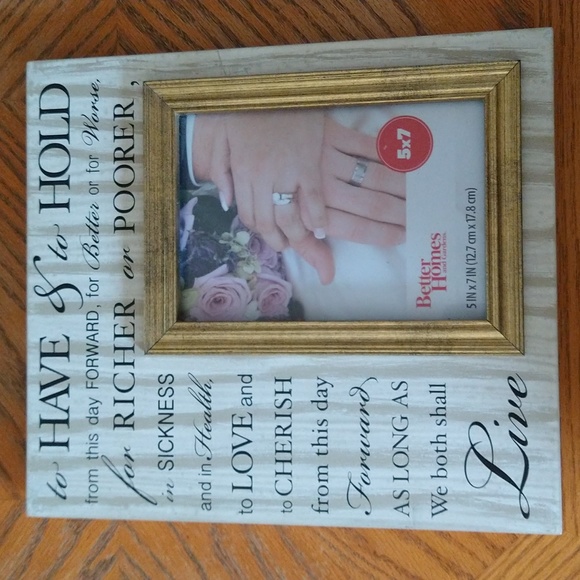 to HAVE & to HOLD
from this day FORWARD, for Better or for Worse,
for RICHER or POORER,
in SICKNESS
and in Health,
to LOVE and
to CHERISH
from this day
Forward,
AS LONG AS
We both shall
Live
5x7
Better
Homes
and Gardens
5 IN x 7 IN (12.7 cm x 17.8 cm)